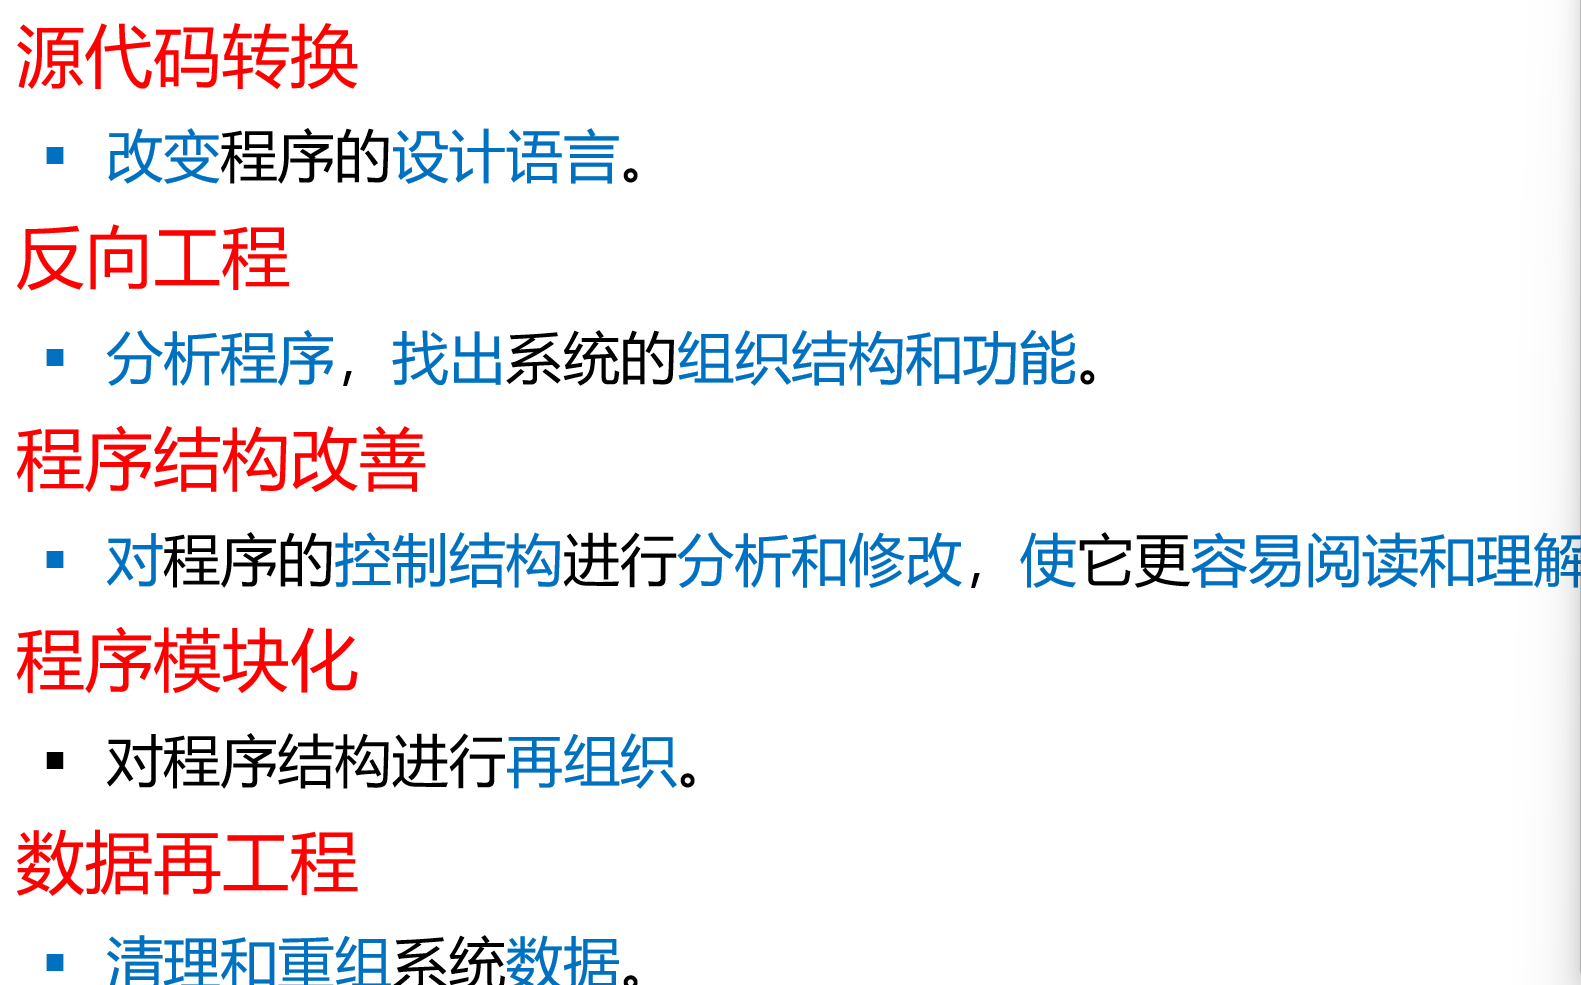 源代码转换
▪ 改变程序的设计语言。
反向工程
▪ 分析程序，找出系统的组织结构和功能。
程序结构改善
▪ 对程序的控制结构进行分析和修改，使它更容易阅读和理解
程序模块化
▪ 对程序结构进行再组织。
数据再工程
▪ 清理和重组系统数据。